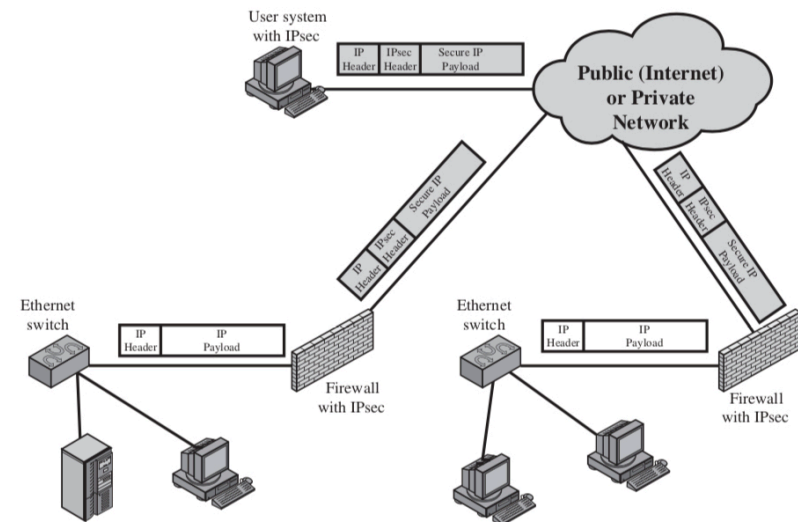 User system
with IPsec
IP
Header
IPsec
Header
Secure IP
Payload
Public (Internet)
or Private
Network
IP
Header
IPsec
Header
Secure IP
Payload
IP
Header
IPsec
Header
Secure IP
Payload
Ethernet
switch
IP
Header
IP
Payload
Firewall
with IPsec
Ethernet
switch
IP
Header
IP
Payload
Firewall
with IPsec